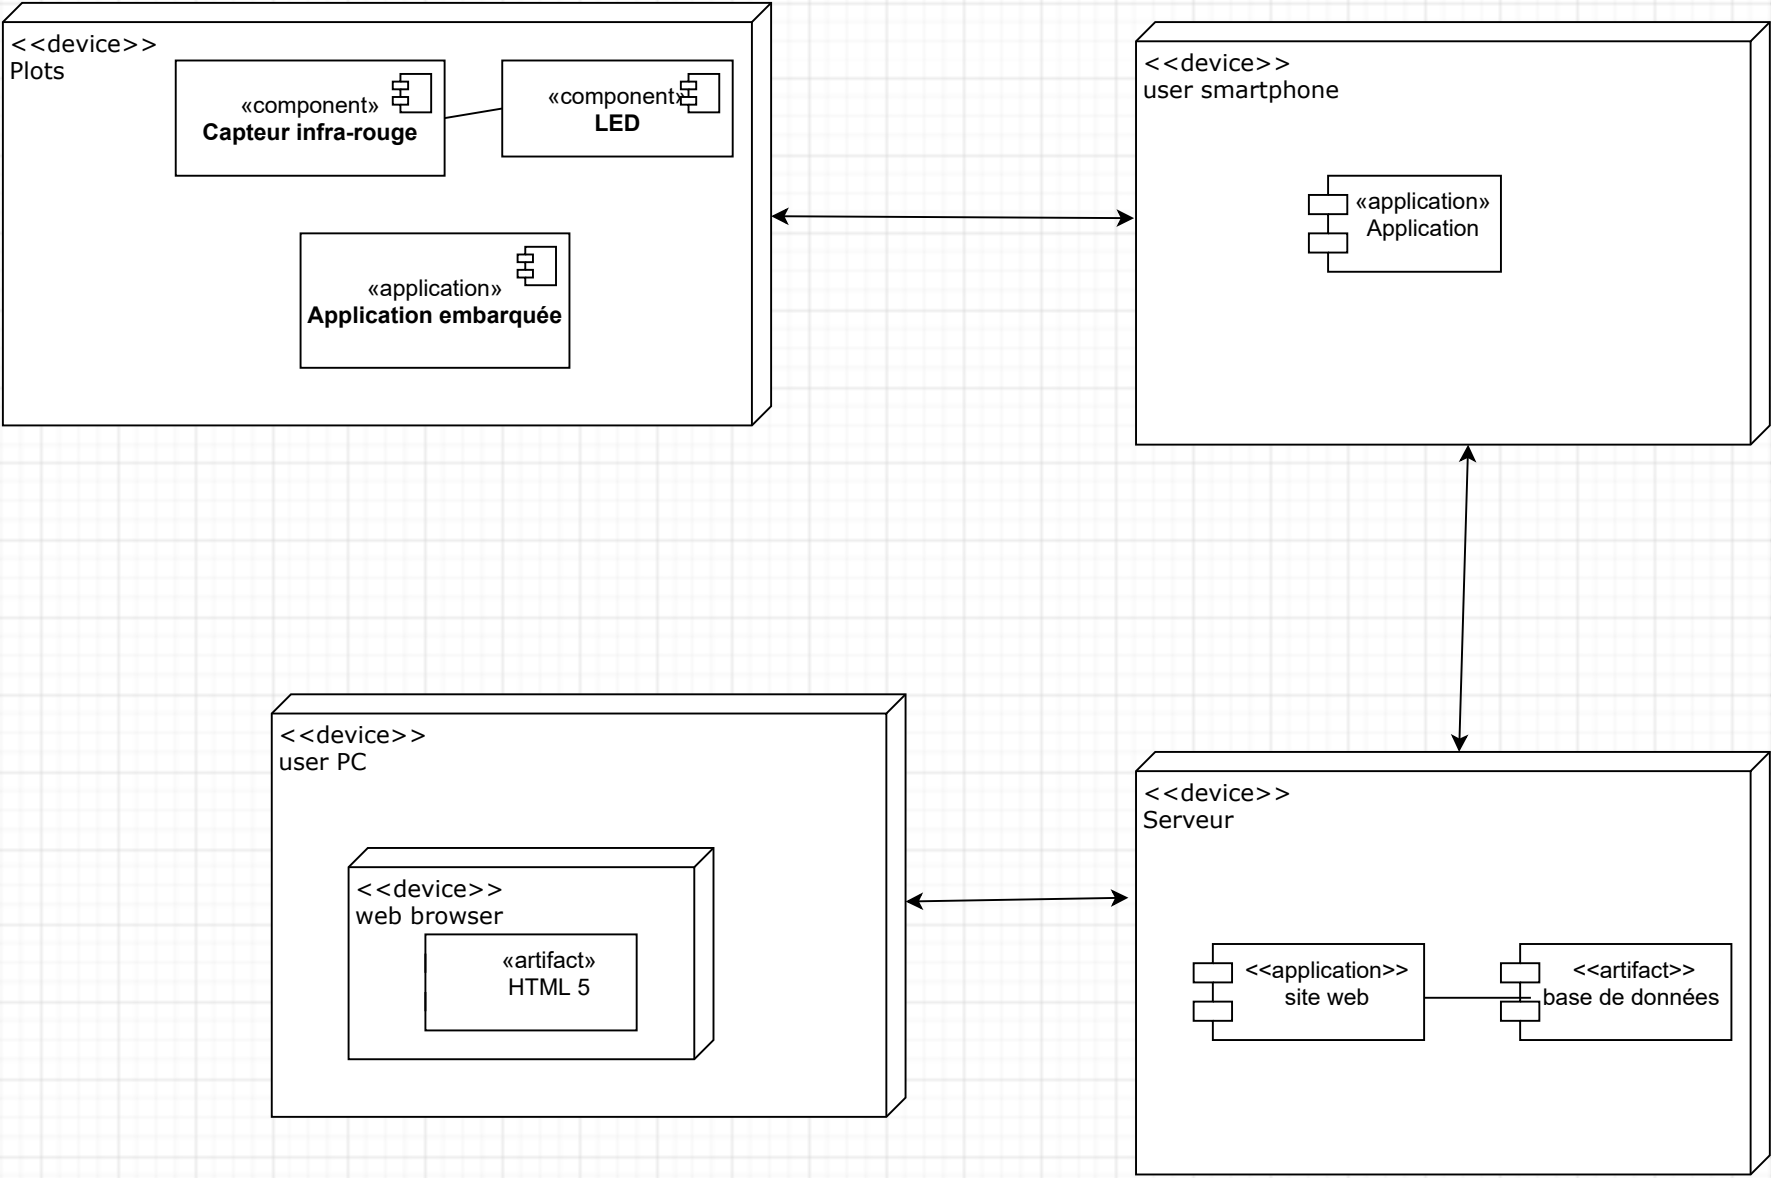 <<device>>
Plots
«component»
Capteur infra-rouge
«component»
LED
«application»
Application embarquée
<<device>>
user smartphone
«application»
Application
<<device>>
user PC
<<device>>
web browser
«artifact»
HTML 5
<<device>>
Serveur
<<application>>
site web
<<artifact>>
base de données